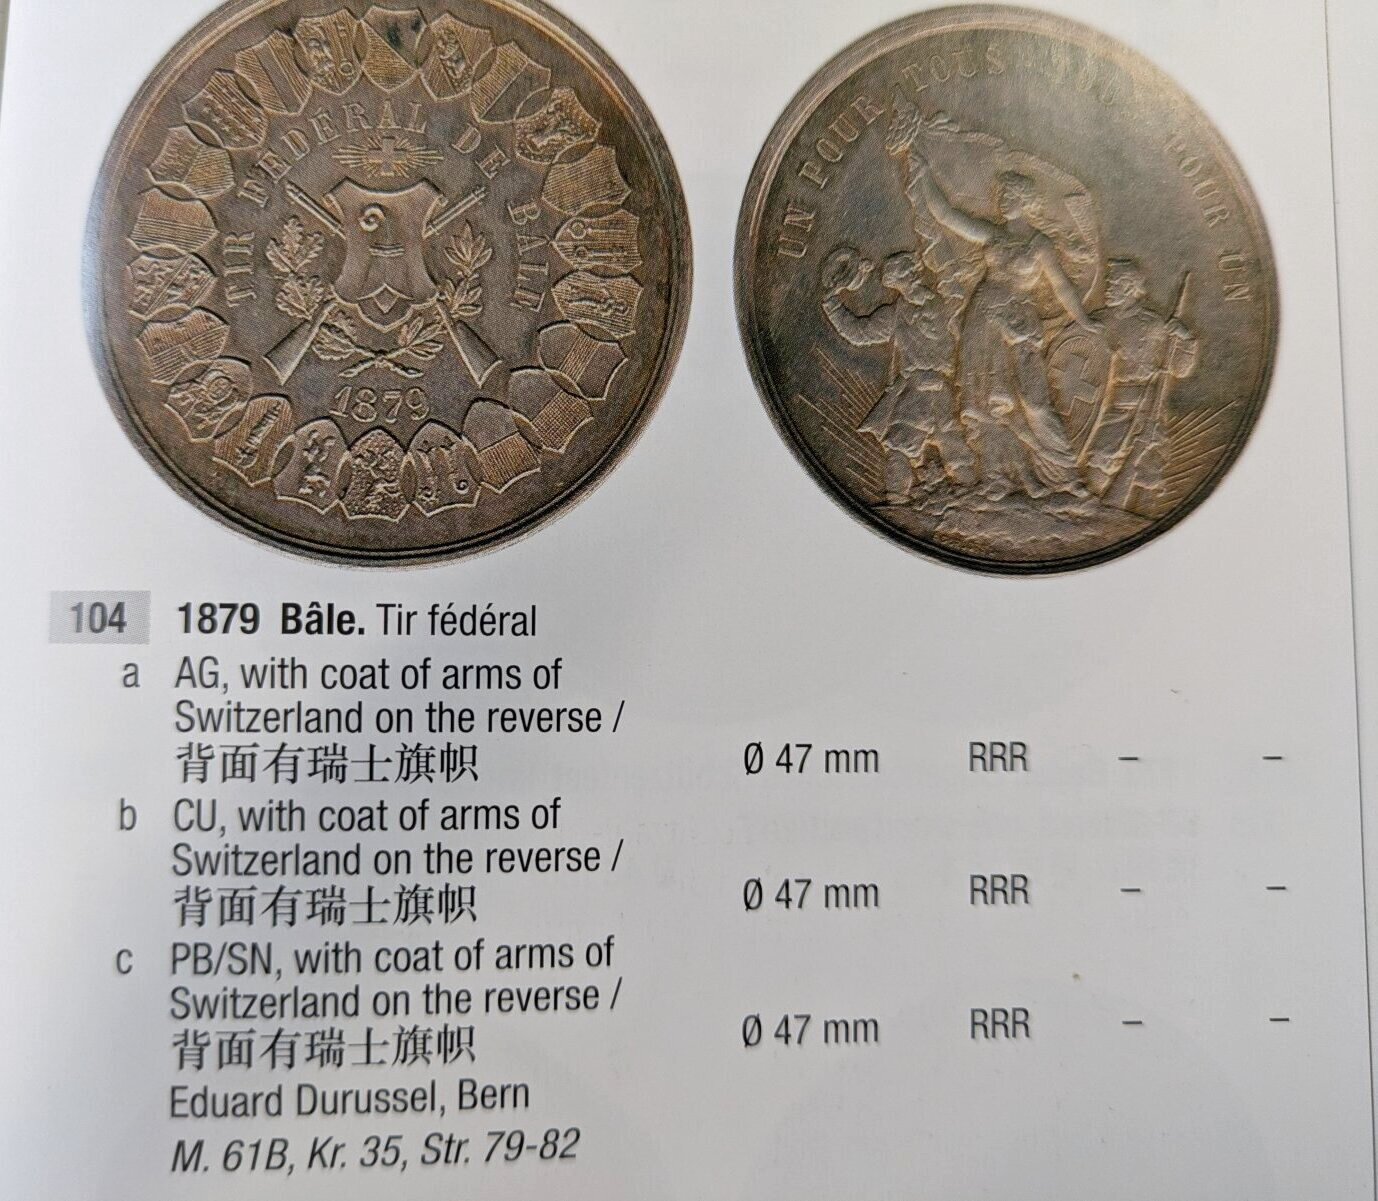 TIR FEDERAL DE BALE
1879
UN POUR TOUS POUR UN
104 1879 Bâle. Tir fédéral
a AG, with coat of arms of
Switzerland on the reverse /
背面有瑞士旗帜 Ø 47 mm RRR – –
b CU, with coat of arms of
Switzerland on the reverse /
背面有瑞士旗帜 Ø 47 mm RRR – –
c PB/SN, with coat of arms of
Switzerland on the reverse /
背面有瑞士旗帜 Ø 47 mm RRR – –
Eduard Durussel, Bern
M. 61B, Kr. 35, Str. 79-82